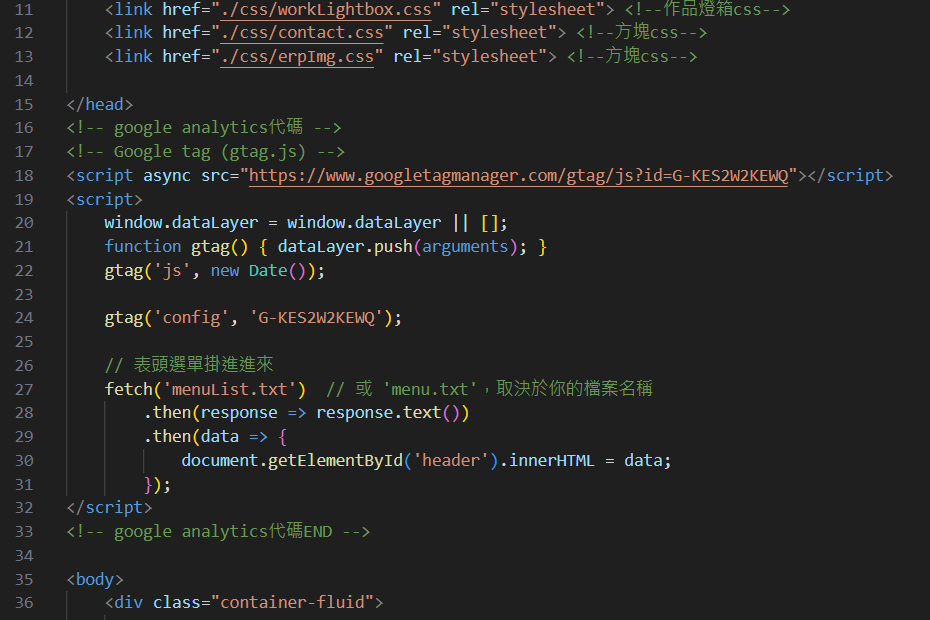 11 <link href="./css/workLightbox.css" rel="stylesheet"> <!--作品燈箱css-->
12 <link href="./css/contact.css" rel="stylesheet"> <!--方塊css-->
13 <link href="./css/erpImg.css" rel="stylesheet"> <!--方塊css-->
14
15 </head>
16 <!-- google analytics代碼 -->
17 <!-- Google tag (gtag.js) -->
18 <script async src="https://www.googletagmanager.com/gtag/js?id=G-KES2W2KEWQ"></script>
19 <script>
20 window.dataLayer = window.dataLayer || [];
21 function gtag() { dataLayer.push(arguments); }
22 gtag('js', new Date());
23
24 gtag('config', 'G-KES2W2KEWQ');
25
26 // 表頭選單掛進進來
27 fetch('menuList.txt') // 或 'menu.txt'，取決於你的檔案名稱
28 .then(response => response.text())
29 .then(data => {
30 document.getElementById('header').innerHTML = data;
31 });
32 </script>
33 <!-- google analytics代碼END -->
34
35 <body>
36 <div class="container-fluid">